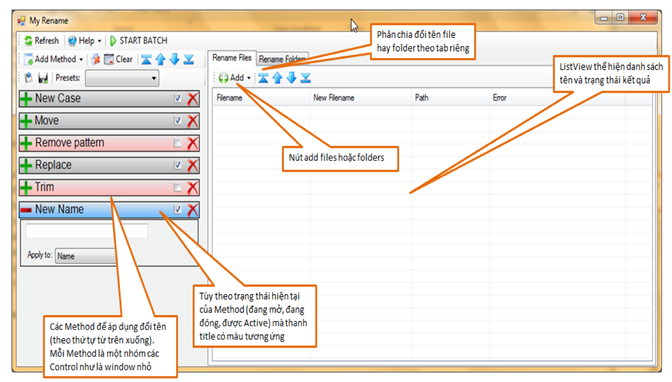 My Rename
Refresh Help START BATCH
Add Method Clear
Presets:
New Case
Move
Remove pattern
Replace
Trim
New Name
Apply to: Name
Rename Files Rename Folders
Add
Filename New Filename Path Error
Phân chia đổi tên file
hay folder theo tab riêng
ListView thể hiện danh sách
tên và trạng thái kết quả
Nút add files hoặc folders
Tùy theo trạng thái hiện tại
của Method (đang mở, đang
đóng, được Active) mà thanh
title có màu tương ứng
Các Method để áp dụng đổi tên
(theo thứ tự từ trên xuống).
Mỗi Method là một nhóm các
Control như là window nhỏ